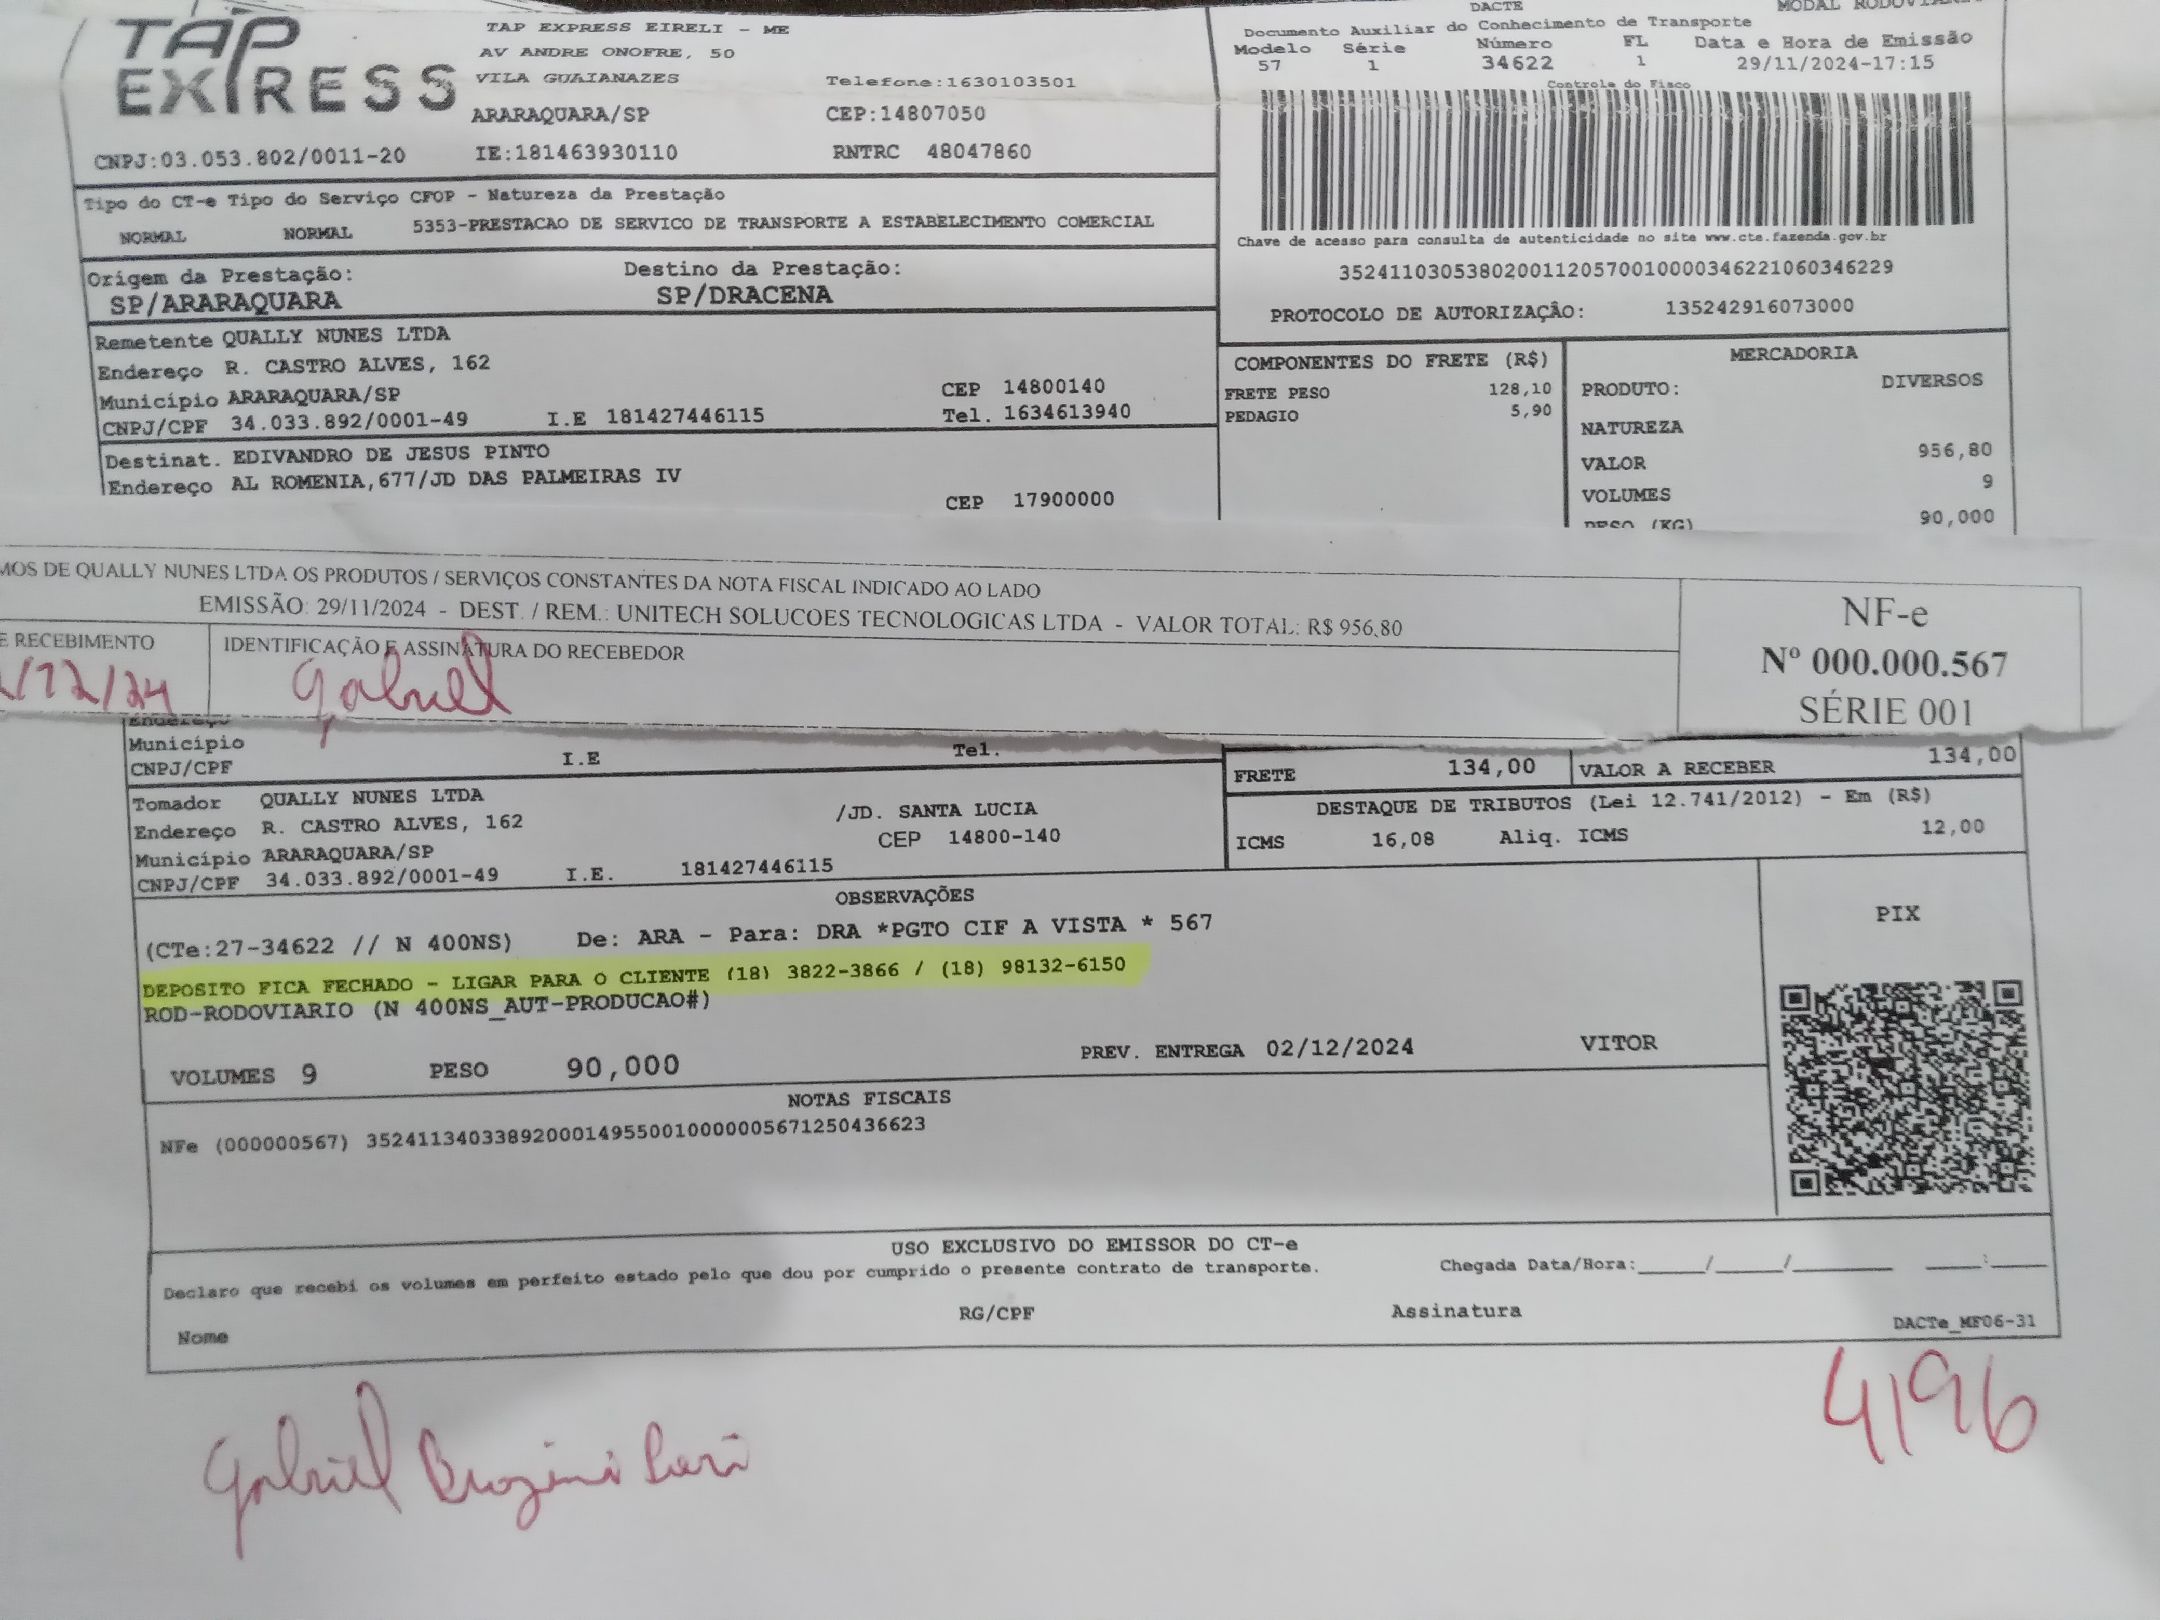 TAP EXPRESS
TAP EXPRESS EIRELI - ME
AV ANDRE ONOFRE, 50
VILA GUAIANAZES Telefone:1630103501
ARARAQUARA/SP CEP:14807050
CNPJ:03.053.802/0011-20 IE:181463930110 RNTRC 48047860
DACTE MODAL RODOVIARIO
Documento Auxiliar do Conhecimento de Transporte
Modelo Série Número FL Data e Hora de Emissão
57 1 34622 1 29/11/2024-17:15
Controle do Fisco
Chave de acesso para consulta de autenticidade no site www.cte.fazenda.gov.br
35241103053802001120570010000346221060346229
PROTOCOLO DE AUTORIZAÇÂO: 135242916073000
Tipo do CT-e Tipo do Serviço CFOP - Natureza da Prestação
NORMAL NORMAL 5353-PRESTACAO DE SERVICO DE TRANSPORTE A ESTABELECIMENTO COMERCIAL
Origem da Prestação: Destino da Prestação:
SP/ARARAQUARA SP/DRACENA
Remetente QUALLY NUNES LTDA
Endereço R. CASTRO ALVES, 162
Município ARARAQUARA/SP CEP 14800140
CNPJ/CPF 34.033.892/0001-49 I.E 181427446115 Tel. 1634613940
Destinat. EDIVANDRO DE JESUS PINTO
Endereço AL ROMENIA,677/JD DAS PALMEIRAS IV
CEP 17900000
COMPONENTES DO FRETE (R$)
FRETE PESO 128,10
PEDAGIO 5,90
MERCADORIA
PRODUTO: DIVERSOS
NATUREZA
VALOR 956,80
VOLUMES 9
PESO (KG) 90,000
MOS DE QUALLY NUNES LTDA OS PRODUTOS / SERVIÇOS CONSTANTES DA NOTA FISCAL INDICADO AO LADO
EMISSÃO: 29/11/2024 - DEST. / REM.: UNITECH SOLUCOES TECNOLOGICAS LTDA - VALOR TOTAL: R$ 956,80
E RECEBIMENTO IDENTIFICAÇÃO E ASSINATURA DO RECEBEDOR
/12/24 Gabriel
NF-e
Nº 000.000.567
SÉRIE 001
Endereço
Município
CNPJ/CPF I.E Tel.
FRETE 134,00 VALOR A RECEBER 134,00
Tomador QUALLY NUNES LTDA
Endereço R. CASTRO ALVES, 162 /JD. SANTA LUCIA
Município ARARAQUARA/SP CEP 14800-140
CNPJ/CPF 34.033.892/0001-49 I.E. 181427446115
DESTAQUE DE TRIBUTOS (Lei 12.741/2012) - Em (R$)
ICMS 16,08 Aliq. ICMS 12,00
OBSERVAÇÕES
(CTe:27-34622 // N 400NS) De: ARA - Para: DRA *PGTO CIF A VISTA * 567
DEPOSITO FICA FECHADO - LIGAR PARA O CLIENTE (18) 3822-3866 / (18) 98132-6150
ROD-RODOVIARIO (N 400NS_AUT-PRODUCAO#)
VOLUMES 9 PESO 90,000 PREV. ENTREGA 02/12/2024 VITOR
PIX
NOTAS FISCAIS
NFe (000000567) 35241134033892000149550010000005671250436623
USO EXCLUSIVO DO EMISSOR DO CT-e
Declaro que recebi os volumes em perfeito estado pelo que dou por cumprido o presente contrato de transporte. Chegada Data/Hora:_____/_____/________ ____:_____
Nome RG/CPF Assinatura
DACTe_MF06-31
Gabriel
4196